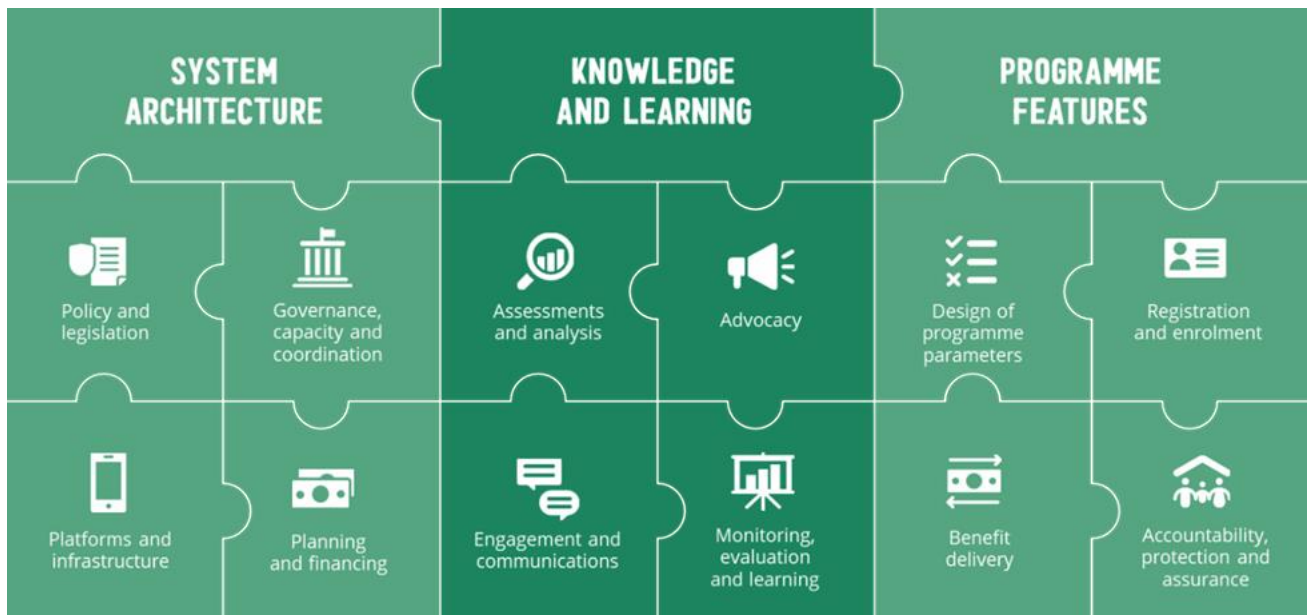 SYSTEM
ARCHITECTURE
KNOWLEDGE
AND LEARNING
PROGRAMME
FEATURES
Policy and
legislation
Governance,
capacity and
coordination
Assessments
and analysis
Advocacy
Design of
programme
parameters
Registration
and enrolment
Platforms and
infrastructure
Planning
and financing
Engagement and
communications
Monitoring,
evaluation
and learning
Benefit
delivery
Accountability,
protection and
assurance